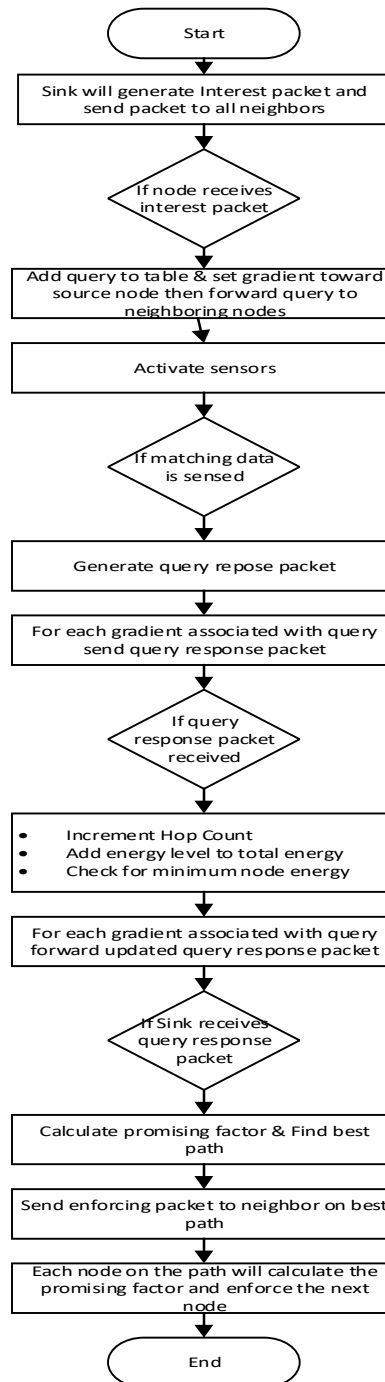 Start
Sink will generate Interest packet and
send packet to all neighbors
If node receives
interest packet
Add query to table & set gradient toward
source node then forward query to
neighboring nodes
Activate sensors
If matching data
is sensed
Generate query repose packet
For each gradient associated with query
send query response packet
If query
response packet
received
• Increment Hop Count
• Add energy level to total energy
• Check for minimum node energy
For each gradient associated with query
forward updated query response packet
If Sink receives
query response
packet
Calculate promising factor & Find best
path
Send enforcing packet to neighbor on best
path
Each node on the path will calculate the
promising factor and enforce the next
node
End